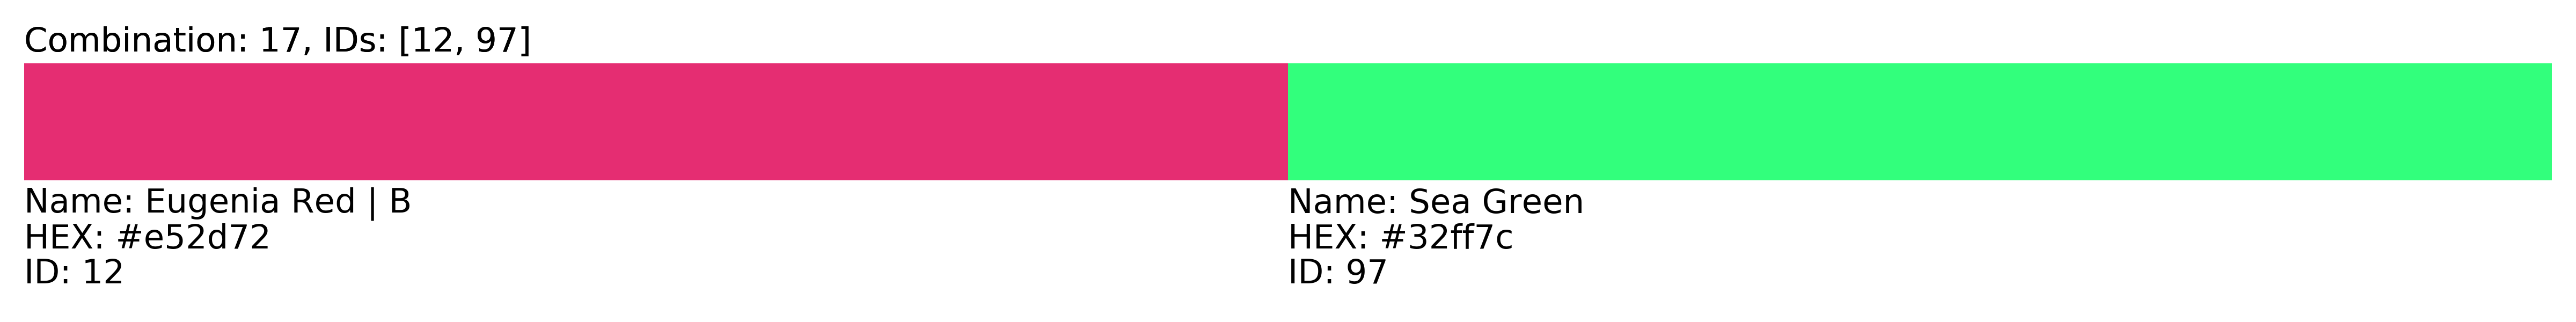 Combination: 17, IDs: [12, 97]
Name: Eugenia Red | B
HEX: #e52d72
ID: 12
Name: Sea Green
HEX: #32ff7c
ID: 97